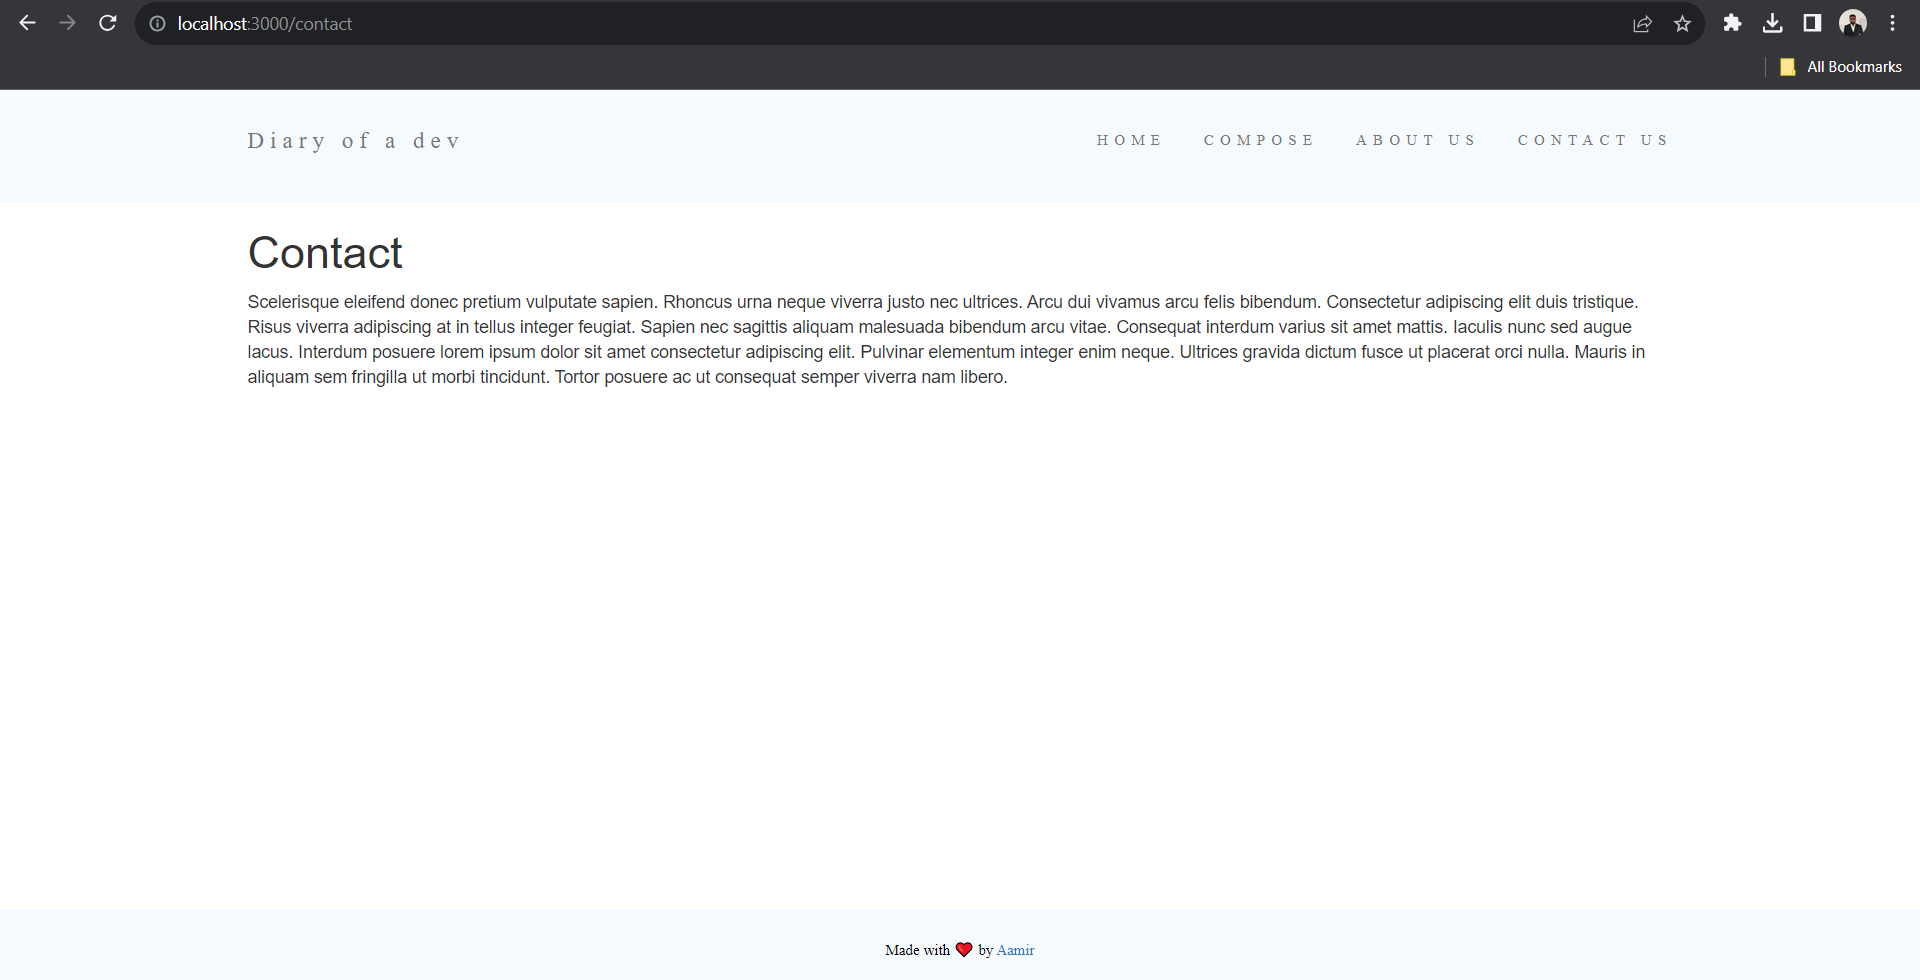 localhost:3000/contact
All Bookmarks
Diary of a dev
HOME COMPOSE ABOUT US CONTACT US
Contact
Scelerisque eleifend donec pretium vulputate sapien. Rhoncus urna neque viverra justo nec ultrices. Arcu dui vivamus arcu felis bibendum. Consectetur adipiscing elit duis tristique.
Risus viverra adipiscing at in tellus integer feugiat. Sapien nec sagittis aliquam malesuada bibendum arcu vitae. Consequat interdum varius sit amet mattis. Iaculis nunc sed augue
lacus. Interdum posuere lorem ipsum dolor sit amet consectetur adipiscing elit. Pulvinar elementum integer enim neque. Ultrices gravida dictum fusce ut placerat orci nulla. Mauris in
aliquam sem fringilla ut morbi tincidunt. Tortor posuere ac ut consequat semper viverra nam libero.
Made with ❤ by Aamir